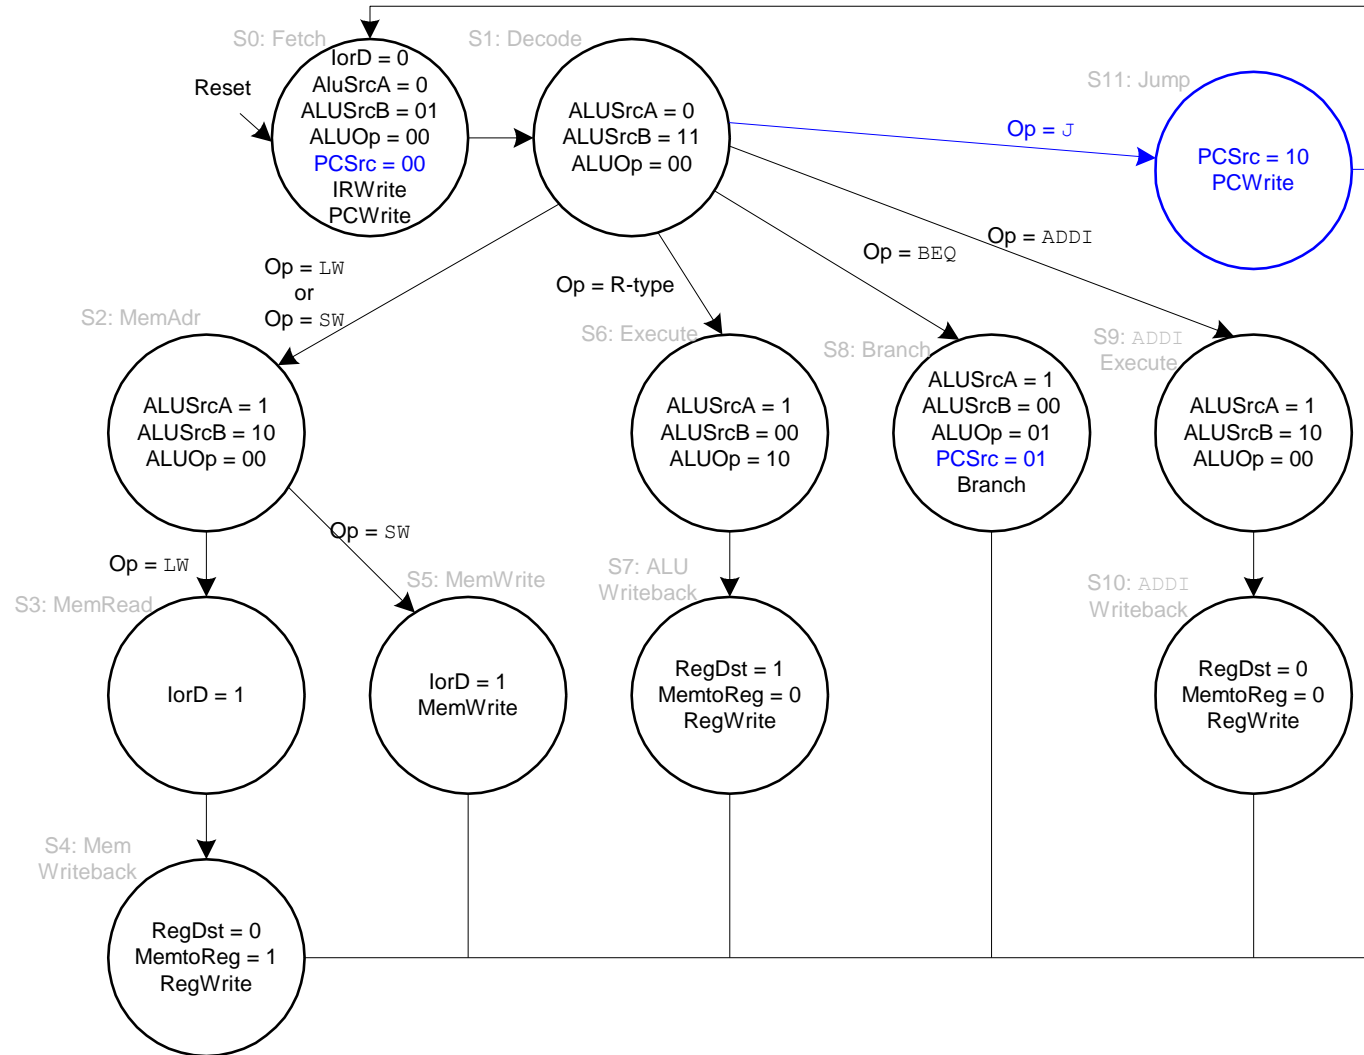 S0: Fetch
S1: Decode
S11: Jump
Reset
IorD = 0
AluSrcA = 0
ALUSrcB = 01
ALUOp = 00
PCSrc = 00
IRWrite
PCWrite
ALUSrcA = 0
ALUSrcB = 11
ALUOp = 00
Op = J
PCSrc = 10
PCWrite
Op = LW
or
Op = SW
Op = R-type
Op = BEQ
Op = ADDI
S2: MemAdr
S6: Execute
S8: Branch
S9: ADDI
Execute
ALUSrcA = 1
ALUSrcB = 10
ALUOp = 00
ALUSrcA = 1
ALUSrcB = 00
ALUOp = 10
ALUSrcA = 1
ALUSrcB = 00
ALUOp = 01
PCSrc = 01
Branch
ALUSrcA = 1
ALUSrcB = 10
ALUOp = 00
Op = LW
Op = SW
S3: MemRead
S5: MemWrite
S7: ALU
Writeback
S10: ADDI
Writeback
IorD = 1
IorD = 1
MemWrite
RegDst = 1
MemtoReg = 0
RegWrite
RegDst = 0
MemtoReg = 0
RegWrite
S4: Mem
Writeback
RegDst = 0
MemtoReg = 1
RegWrite